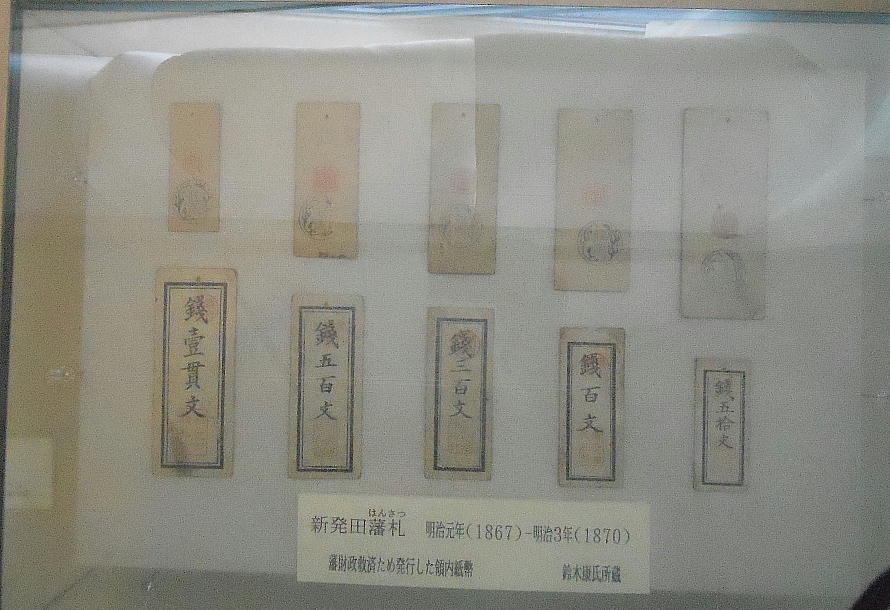 錢壹貫文
錢五百文
錢三百文
錢百文
錢五拾文
はんさつ
新発田藩札 明治元年(1867)-明治3年(1870)
藩財政救済ため発行した領内紙幣 鈴木康氏所蔵